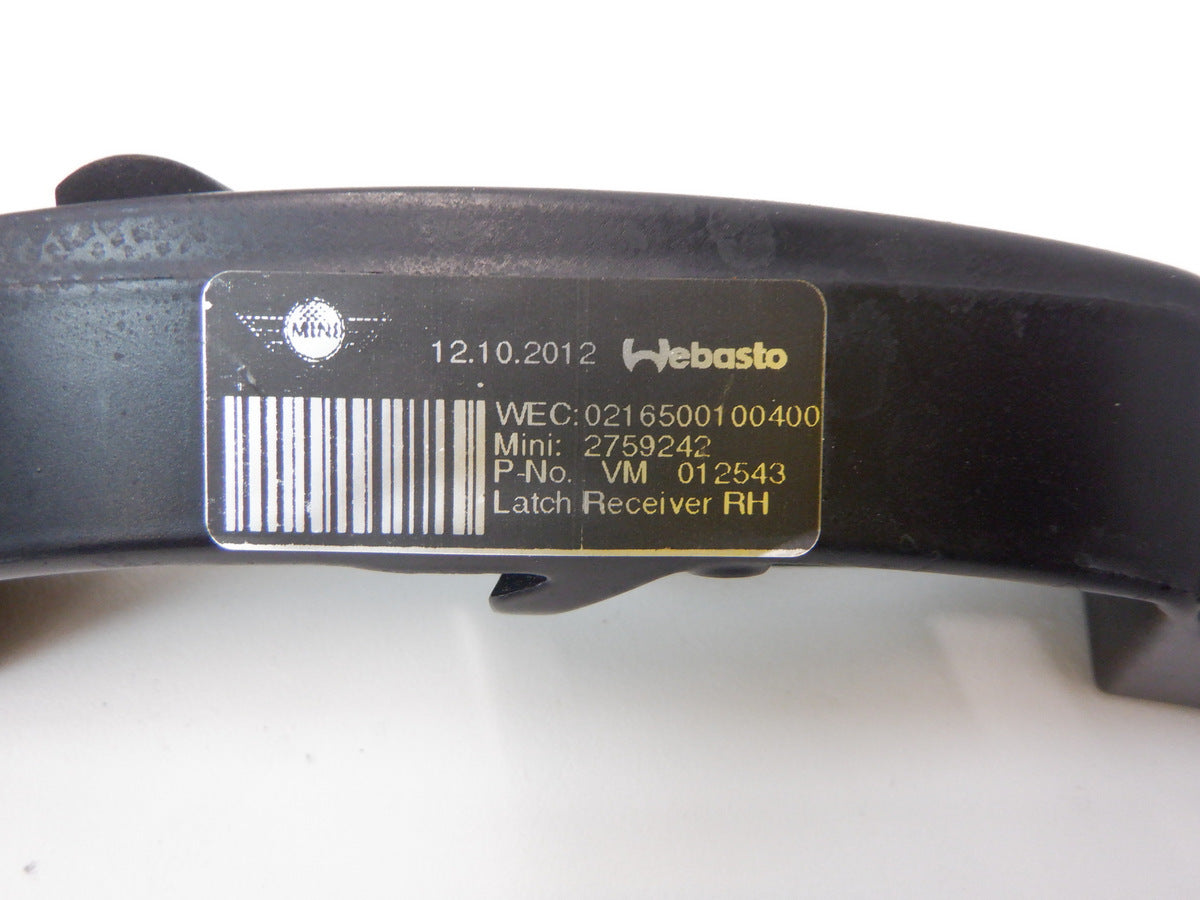 MINI
12.10.2012 Webasto
WEC:0216500100400
Mini: 2759242
P-No. VM 012543
Latch Receiver RH